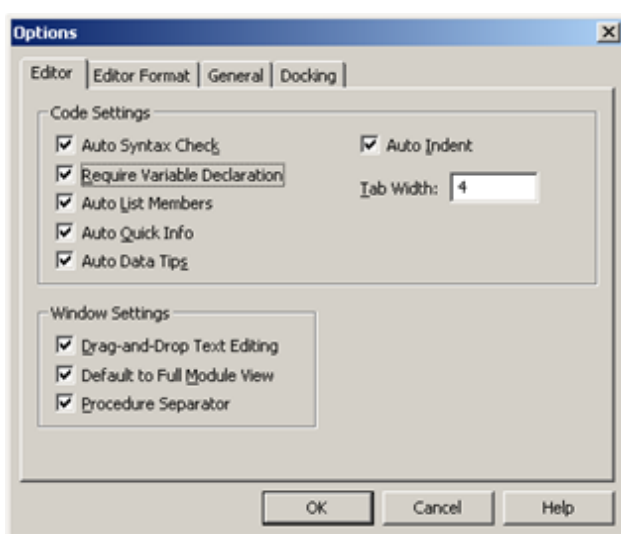 Options
Editor Editor Format General Docking
Code Settings
Auto Syntax Check
Auto Indent
Require Variable Declaration
Tab Width: 4
Auto List Members
Auto Quick Info
Auto Data Tips
Window Settings
Drag-and-Drop Text Editing
Default to Full Module View
Procedure Separator
OK Cancel Help